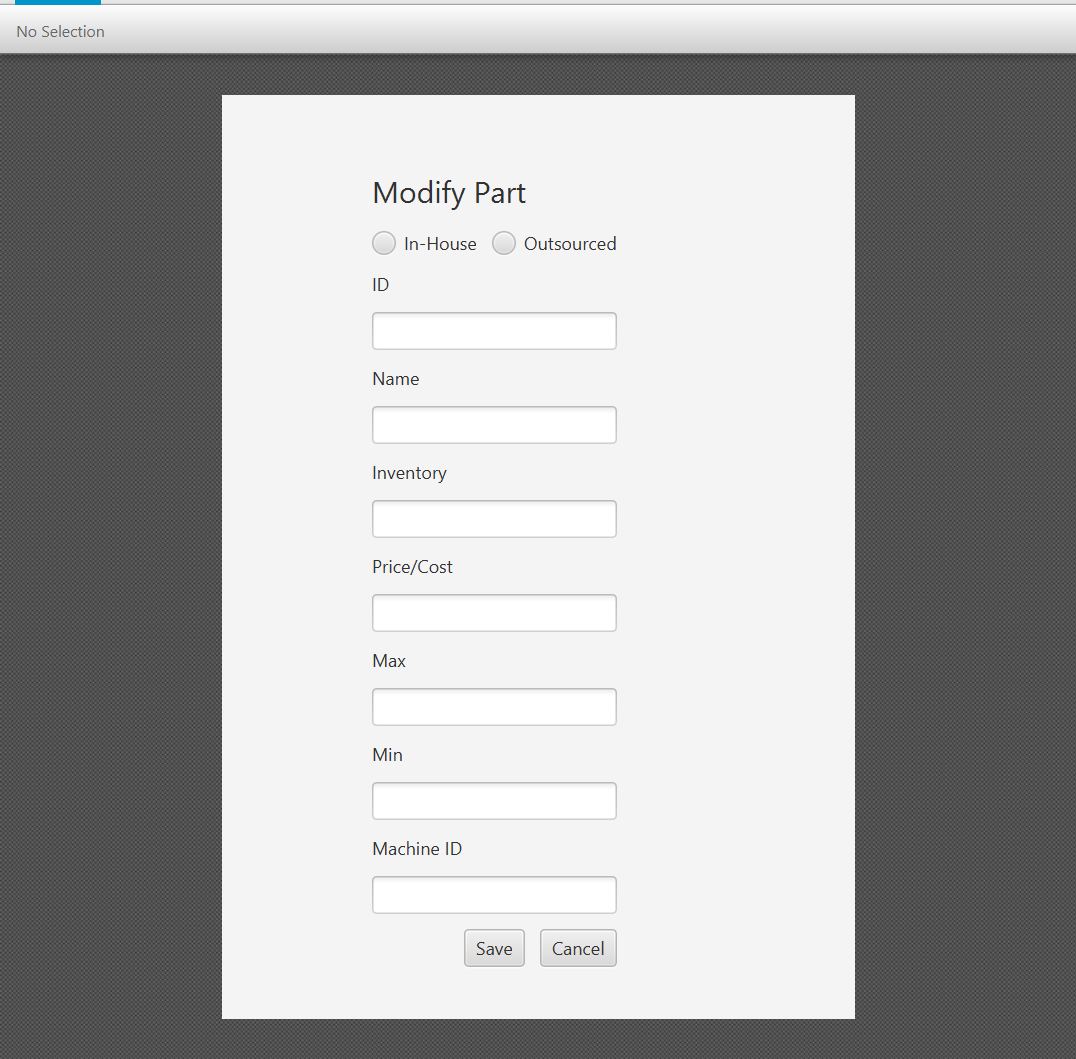 No Selection
Modify Part
In-House Outsourced
ID
Name
Inventory
Price/Cost
Max
Min
Machine ID
Save Cancel